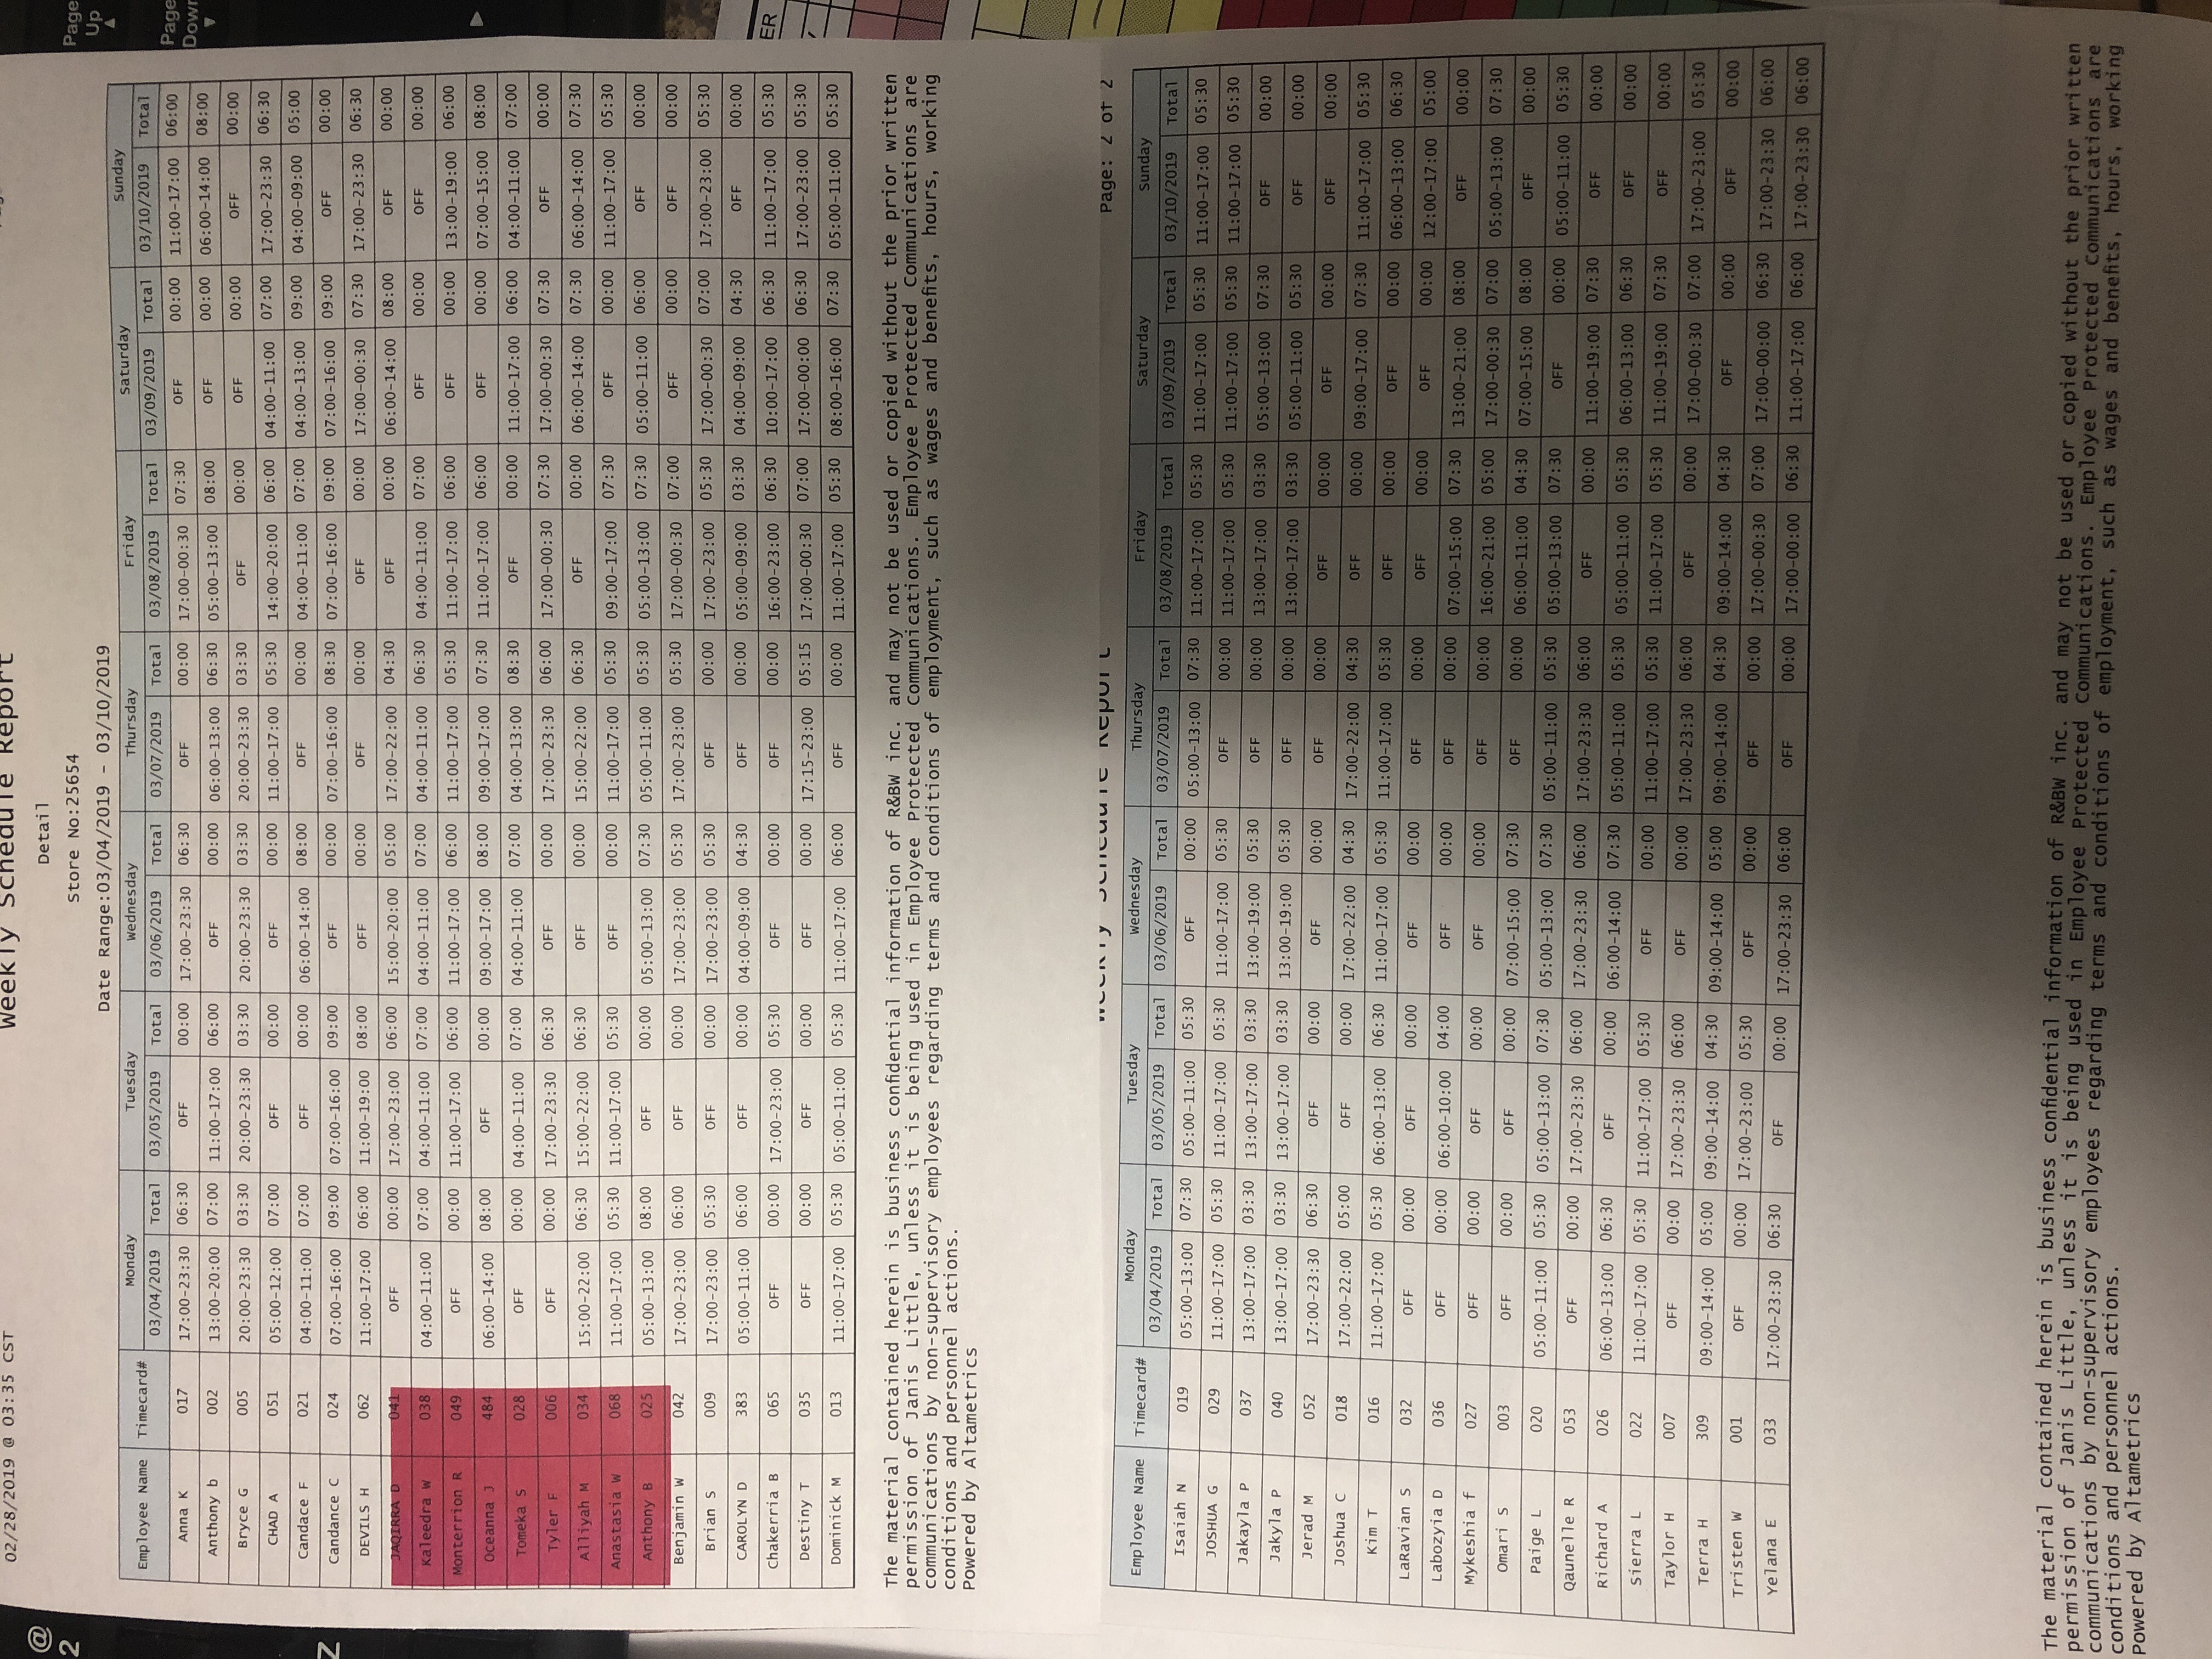 @
2
Z
Page
Up
Page
Down
ER
02/28/2019 @ 03:35 CST
Weekly Schedule Report
Detail
Store No:25654
Date Range:03/04/2019 - 03/10/2019
Employee Name Timecard# Monday Tuesday Wednesday Thursday Friday Saturday Sunday
03/04/2019 Total 03/05/2019 Total 03/06/2019 Total 03/07/2019 Total 03/08/2019 Total 03/09/2019 Total 03/10/2019 Total
Anna K 017 17:00-23:30 06:30 OFF 00:00 17:00-23:30 06:30 OFF 00:00 17:00-00:30 07:30 OFF 00:00 11:00-17:00 06:00
Anthony b 002 13:00-20:00 07:00 11:00-17:00 06:00 OFF 00:00 06:00-13:00 06:30 05:00-13:00 08:00 OFF 00:00 06:00-14:00 08:00
Bryce G 005 20:00-23:30 03:30 20:00-23:30 03:30 20:00-23:30 03:30 20:00-23:30 03:30 OFF 00:00 OFF 00:00 OFF 00:00
CHAD A 051 05:00-12:00 07:00 OFF 00:00 OFF 00:00 11:00-17:00 05:30 14:00-20:00 06:00 04:00-11:00 07:00 17:00-23:30 06:30
Candace F 021 04:00-11:00 07:00 OFF 00:00 06:00-14:00 08:00 OFF 00:00 04:00-11:00 07:00 04:00-13:00 09:00 04:00-09:00 05:00
Candance C 024 07:00-16:00 09:00 07:00-16:00 09:00 OFF 00:00 07:00-16:00 08:30 07:00-16:00 09:00 07:00-16:00 09:00 OFF 00:00
DEVILS H 062 11:00-17:00 06:00 11:00-19:00 08:00 OFF 00:00 OFF 00:00 OFF 00:00 17:00-00:30 07:30 17:00-23:30 06:30
JAQIRRA D 041 OFF 00:00 17:00-23:00 06:00 15:00-20:00 05:00 17:00-22:00 04:30 OFF 00:00 06:00-14:00 08:00 OFF 00:00
Kaleedra W 038 04:00-11:00 07:00 04:00-11:00 07:00 04:00-11:00 07:00 04:00-11:00 06:30 04:00-11:00 07:00 OFF 00:00 OFF 00:00
Monterrion R 049 OFF 00:00 11:00-17:00 06:00 11:00-17:00 06:00 11:00-17:00 05:30 11:00-17:00 06:00 OFF 00:00 13:00-19:00 06:00
Oceanna J 484 06:00-14:00 08:00 OFF 00:00 09:00-17:00 08:00 09:00-17:00 07:30 11:00-17:00 06:00 OFF 00:00 07:00-15:00 08:00
Tomeka S 028 OFF 00:00 04:00-11:00 07:00 04:00-11:00 07:00 04:00-13:00 08:30 OFF 00:00 11:00-17:00 06:00 04:00-11:00 07:00
Tyler F 006 OFF 00:00 17:00-23:30 06:30 OFF 00:00 17:00-23:30 06:00 17:00-00:30 07:30 17:00-00:30 07:30 OFF 00:00
Alliyah M 034 15:00-22:00 06:30 15:00-22:00 06:30 OFF 00:00 15:00-22:00 06:30 OFF 00:00 06:00-14:00 07:30 06:00-14:00 07:30
Anastasia W 068 11:00-17:00 05:30 11:00-17:00 05:30 OFF 00:00 11:00-17:00 05:30 09:00-17:00 07:30 OFF 00:00 11:00-17:00 05:30
Anthony B 025 05:00-13:00 08:00 OFF 00:00 05:00-13:00 07:30 05:00-11:00 05:30 05:00-13:00 07:30 05:00-11:00 06:00 OFF 00:00
Benjamin W 042 17:00-23:00 06:00 OFF 00:00 17:00-23:00 05:30 17:00-23:00 05:30 17:00-00:30 07:00 OFF 00:00 OFF 00:00
Brian S 009 17:00-23:00 05:30 OFF 00:00 17:00-23:00 05:30 OFF 00:00 17:00-23:00 05:30 17:00-00:30 07:00 17:00-23:00 05:30
CAROLYN D 383 05:00-11:00 06:00 OFF 00:00 04:00-09:00 04:30 OFF 00:00 05:00-09:00 03:30 04:00-09:00 04:30 OFF 00:00
Chakerria B 065 OFF 00:00 17:00-23:00 05:30 OFF 00:00 OFF 00:00 16:00-23:00 06:30 10:00-17:00 06:30 11:00-17:00 05:30
Destiny T 035 OFF 00:00 OFF 00:00 OFF 00:00 17:15-23:00 05:15 17:00-00:30 07:00 17:00-00:00 06:30 17:00-23:00 05:30
Dominick M 013 11:00-17:00 05:30 05:00-11:00 05:30 11:00-17:00 06:00 OFF 00:00 11:00-17:00 05:30 08:00-16:00 07:30 05:00-11:00 05:30
The material contained herein is business confidential information of R&BW inc. and may not be used or copied without the prior written
permission of Janis Little, unless it is being used in Employee Protected Communications. Employee Protected Communications are
communications by non-supervisory employees regarding terms and conditions of employment, such as wages and benefits, hours, working
conditions and personnel actions.
Powered by Altametrics
Weekly Schedule Report
Page: 2 of 2
Employee Name Timecard# Monday Tuesday Wednesday Thursday Friday Saturday Sunday
03/04/2019 Total 03/05/2019 Total 03/06/2019 Total 03/07/2019 Total 03/08/2019 Total 03/09/2019 Total 03/10/2019 Total
Isaiah N 019 05:00-13:00 07:30 05:00-11:00 05:30 OFF 00:00 05:00-13:00 07:30 11:00-17:00 05:30 11:00-17:00 05:30 11:00-17:00 05:30
JOSHUA G 029 11:00-17:00 05:30 11:00-17:00 05:30 11:00-17:00 05:30 OFF 00:00 11:00-17:00 05:30 11:00-17:00 05:30 11:00-17:00 05:30
Jakayla P 037 13:00-17:00 03:30 13:00-17:00 03:30 13:00-19:00 05:30 OFF 00:00 13:00-17:00 03:30 05:00-13:00 07:30 OFF 00:00
Jakyla P 040 13:00-17:00 03:30 13:00-17:00 03:30 13:00-19:00 05:30 OFF 00:00 13:00-17:00 03:30 05:00-11:00 05:30 OFF 00:00
Jerad M 052 17:00-23:30 06:30 OFF 00:00 OFF 00:00 OFF 00:00 OFF 00:00 OFF 00:00 OFF 00:00
Joshua C 018 17:00-22:00 05:00 OFF 00:00 17:00-22:00 04:30 17:00-22:00 04:30 OFF 00:00 09:00-17:00 07:30 11:00-17:00 05:30
Kim T 016 11:00-17:00 05:30 06:00-13:00 06:30 11:00-17:00 05:30 11:00-17:00 05:30 OFF 00:00 OFF 00:00 06:00-13:00 06:30
LaRavian S 032 OFF 00:00 OFF 00:00 OFF 00:00 OFF 00:00 OFF 00:00 OFF 00:00 12:00-17:00 05:00
Labozyia D 036 OFF 00:00 06:00-10:00 04:00 OFF 00:00 OFF 00:00 07:00-15:00 07:30 13:00-21:00 08:00 OFF 00:00
Mykeshia f 027 OFF 00:00 OFF 00:00 OFF 00:00 OFF 00:00 16:00-21:00 05:00 17:00-00:30 07:00 05:00-13:00 07:30
Omari S 003 OFF 00:00 OFF 00:00 07:00-15:00 07:30 OFF 00:00 06:00-11:00 04:30 07:00-15:00 08:00 OFF 00:00
Paige L 020 05:00-11:00 05:30 05:00-13:00 07:30 05:00-13:00 07:30 05:00-11:00 05:30 05:00-13:00 07:30 OFF 00:00 05:00-11:00 05:30
Qaunelle R 053 OFF 00:00 17:00-23:30 06:00 17:00-23:30 06:00 17:00-23:30 06:00 OFF 00:00 11:00-19:00 07:30 OFF 00:00
Richard A 026 06:00-13:00 06:30 OFF 00:00 06:00-14:00 07:30 05:00-11:00 05:30 05:00-11:00 05:30 06:00-13:00 06:30 OFF 00:00
Sierra L 022 11:00-17:00 05:30 11:00-17:00 05:30 OFF 00:00 11:00-17:00 05:30 11:00-17:00 05:30 11:00-19:00 07:30 OFF 00:00
Taylor H 007 OFF 00:00 17:00-23:30 06:00 OFF 00:00 17:00-23:30 06:00 OFF 00:00 17:00-00:30 07:00 17:00-23:00 05:30
Terra H 309 09:00-14:00 05:00 09:00-14:00 04:30 09:00-14:00 05:00 09:00-14:00 04:30 09:00-14:00 04:30 OFF 00:00 OFF 00:00
Tristen W 001 OFF 00:00 17:00-23:00 05:30 OFF 00:00 OFF 00:00 17:00-00:30 07:00 17:00-00:00 06:30 17:00-23:30 06:00
Yelana E 033 17:00-23:30 06:30 OFF 00:00 17:00-23:30 06:00 OFF 00:00 17:00-00:00 06:30 11:00-17:00 06:00 17:00-23:30 06:00
The material contained herein is business confidential information of R&BW inc. and may not be used or copied without the prior written
permission of Janis Little, unless it is being used in Employee Protected Communications. Employee Protected Communications are
communications by non-supervisory employees regarding terms and conditions of employment, such as wages and benefits, hours, working
conditions and personnel actions.
Powered by Altametrics